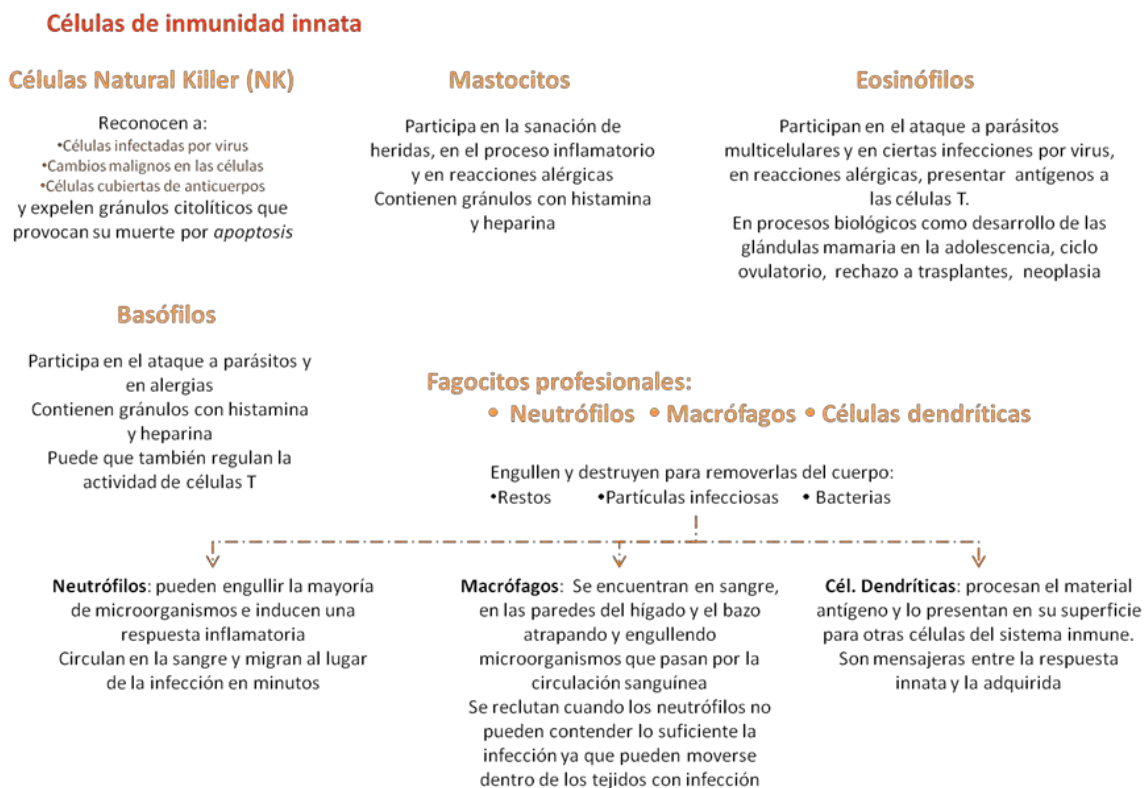 Células de inmunidad innata
Células Natural Killer (NK)
Reconocen a:
•Células infectadas por virus
•Cambios malignos en las células
•Células cubiertas de anticuerpos
y expelen gránulos citolíticos que
provocan su muerte por apoptosis
Mastocitos
Participa en la sanación de
heridas, en el proceso inflamatorio
y en reacciones alérgicas
Contienen gránulos con histamina
y heparina
Eosinófilos
Participan en el ataque a parásitos
multicelulares y en ciertas infecciones por virus,
en reacciones alérgicas, presentar antígenos a
las células T.
En procesos biológicos como desarrollo de las
glándulas mamaria en la adolescencia, ciclo
ovulatorio, rechazo a trasplantes, neoplasia
Basófilos
Participa en el ataque a parásitos y
en alergias
Contienen gránulos con histamina
y heparina
Puede que también regulan la
actividad de células T
Fagocitos profesionales:
• Neutrófilos • Macrófagos • Células dendríticas
Engullen y destruyen para removerlas del cuerpo:
•Restos •Partículas infecciosas • Bacterias
Neutrófilos: pueden engullir la mayoría
de microorganismos e inducen una
respuesta inflamatoria
Circulan en la sangre y migran al lugar
de la infección en minutos
Macrófagos: Se encuentran en sangre,
en las paredes del hígado y el bazo
atrapando y engullendo
microorganismos que pasan por la
circulación sanguínea
Se reclutan cuando los neutrófilos no
pueden contender lo suficiente la
infección ya que pueden moverse
dentro de los tejidos con infección
Cél. Dendríticas: procesan el material
antígeno y lo presentan en su superficie
para otras células del sistema inmune.
Son mensajeras entre la respuesta
innata y la adquirida